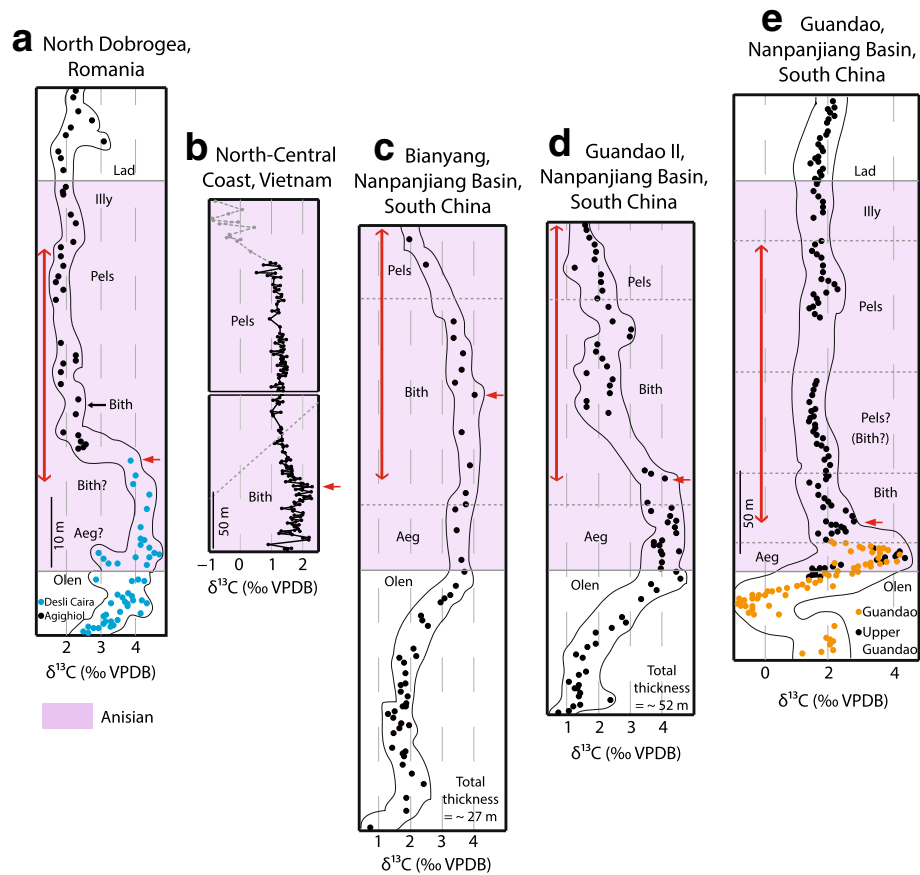 a
North Dobrogea,
Romania
Lad
Illy
Pels
Bith
Bith?
10 m
Aeg?
Olen
Desli Caira
Agighiol
2 3 4
δ¹³C (‰ VPDB)
Anisian
b
North-Central
Coast, Vietnam
Pels
Bith
50 m
−1 0 1 2
δ¹³C (‰ VPDB)
c
Bianyang,
Nanpanjiang Basin,
South China
Pels
Bith
Aeg
Olen
Total
thickness
= ~ 27 m
1 2 3 4
δ¹³C (‰ VPDB)
d
Guandao II,
Nanpanjiang Basin,
South China
Pels
Bith
Aeg
Olen
Total
thickness
= ~ 52 m
1 2 3 4
δ¹³C (‰ VPDB)
e
Guandao,
Nanpanjiang Basin,
South China
Lad
Illy
Pels
Pels?
(Bith?)
50 m
Bith
Aeg
Olen
Guandao
Upper
Guandao
0 2 4
δ¹³C (‰ VPDB)